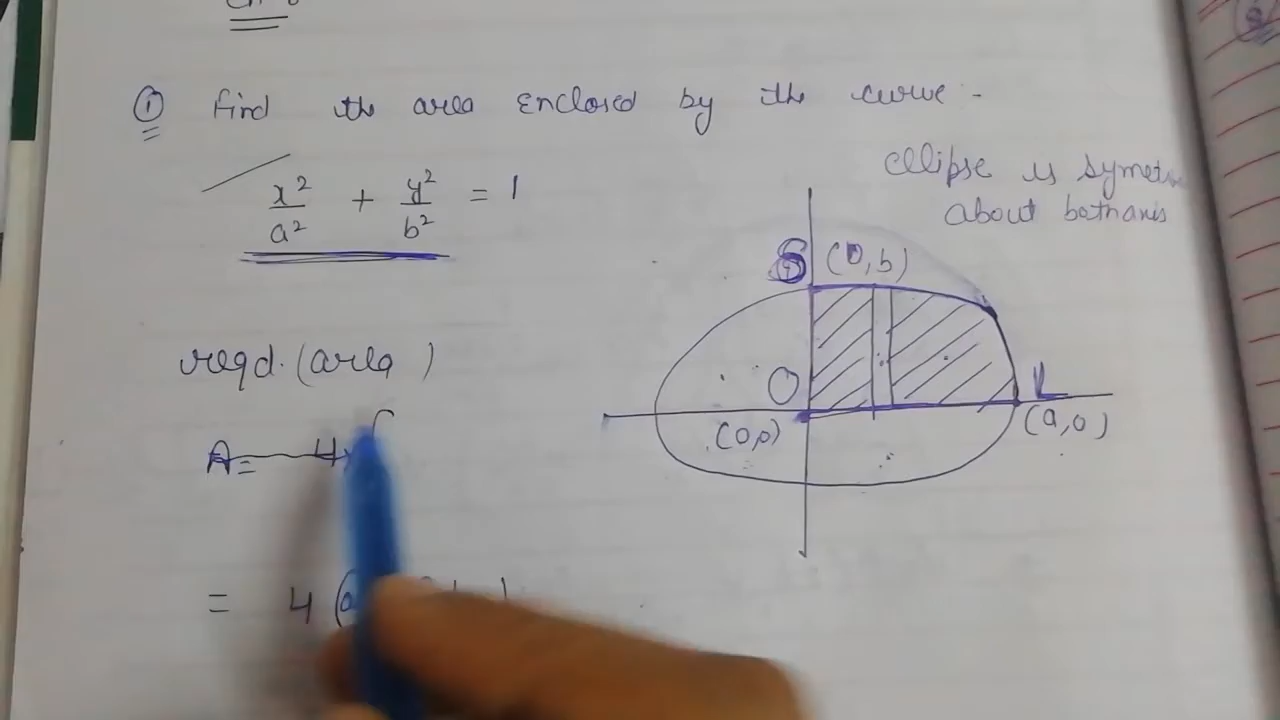 ① find the area enclosed by the curve -
x²/a² + y²/b² = 1
ellipse is
about both axis
S (0,b)
reqd. (area )
O
L
(0,0)
(a,0)
A= 4
= 4 (